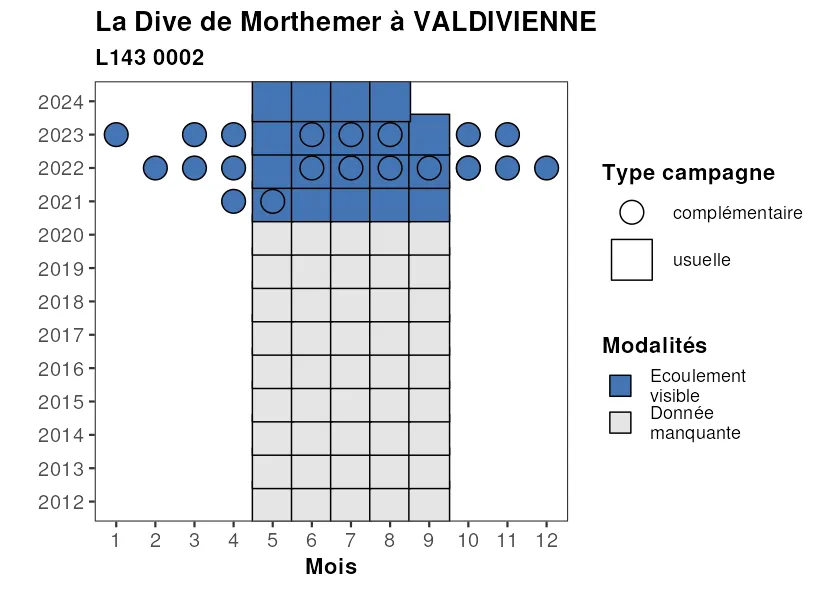 La Dive de Morthemer à VALDIVIENNE
L143 0002
2024
2023
2022
2021
2020
2019
2018
2017
2016
2015
2014
2013
2012
1 2 3 4 5 6 7 8 9 10 11 12
Mois
Type campagne
complémentaire
usuelle
Modalités
Ecoulement
visible
Donnée
manquante